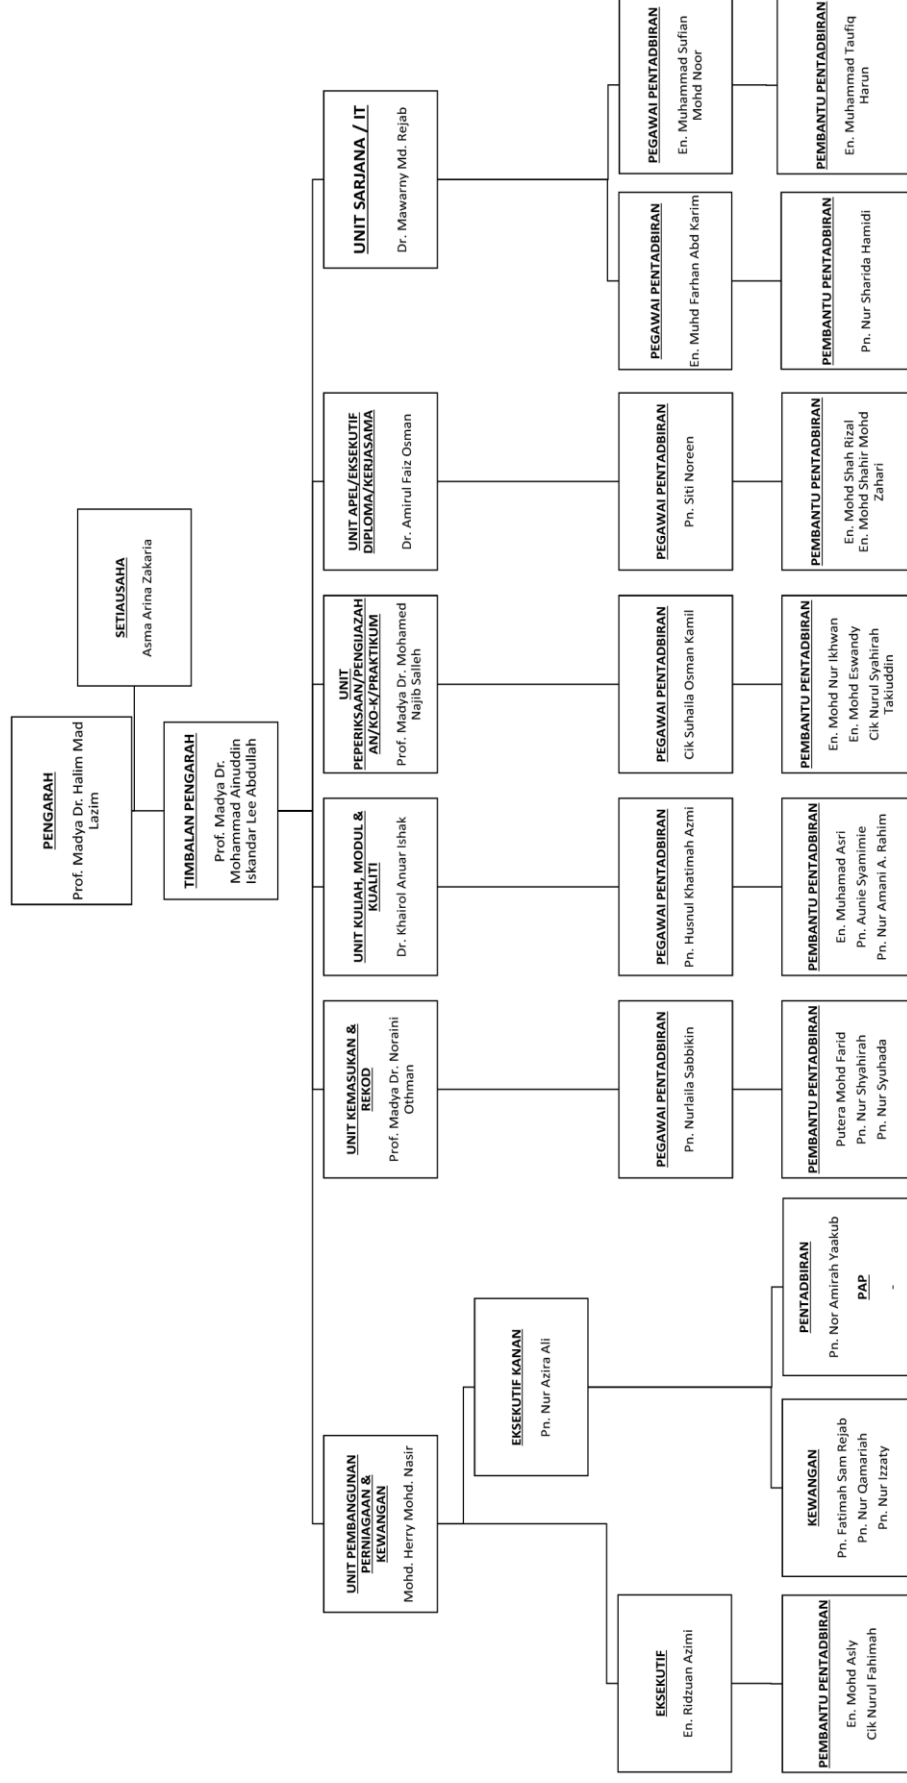 PENGARAH
Prof. Madya Dr. Halim Mad
Lazim
SETIAUSAHA
Asma Arina Zakaria
TIMBALAN PENGARAH
Prof. Madya Dr.
Mohammad Ainuddin
Iskandar Lee Abdullah
UNIT PEMBANGUNAN
PERNIAGAAN &
KEWANGAN
Mohd. Herry Mohd. Nasir
UNIT KEMASUKAN &
REKOD
Prof. Madya Dr. Noraini
Othman
UNIT KULIAH, MODUL &
KUALITI
Dr. Khairol Anuar Ishak
UNIT
PEPERIKSAAN/PENGIJAZAH
AN/KO-K/PRAKTIKUM
Prof. Madya Dr. Mohamed
Najib Salleh
UNIT APEL/EKSEKUTIF
DIPLOMA/KERJASAMA
Dr. Amirul Faiz Osman
UNIT SARJANA / IT
Dr. Mawarny Md. Rejab
EKSEKUTIF KANAN
Pn. Nur Azira Ali
EKSEKUTIF
En. Ridzuan Azimi
PEGAWAI PENTADBIRAN
Pn. Nurlaila Sabbikin
PEGAWAI PENTADBIRAN
Pn. Husnul Khatimah Azmi
PEGAWAI PENTADBIRAN
Cik Suhaila Osman Kamil
PEGAWAI PENTADBIRAN
Pn. Siti Noreen
PEGAWAI PENTADBIRAN
En. Muhd Farhan Abd Karim
PEGAWAI PENTADBIRAN
En. Muhammad Sufian
Mohd Noor
PEMBANTU PENTADBIRAN
En. Mohd Asly
Cik Nurul Fahimah
KEWANGAN
Pn. Fatimah Sam Rejab
Pn. Nur Qamariah
Pn. Nur Izzaty
PENTADBIRAN
Pn. Nor Amirah Yaakub
PAP
-
PEMBANTU PENTADBIRAN
Putera Mohd Farid
Pn. Nur Shyahirah
Pn. Nur Syuhada
PEMBANTU PENTADBIRAN
En. Muhamad Asri
Pn. Aunie Syamimie
Pn. Nur Amani A. Rahim
PEMBANTU PENTADBIRAN
En. Mohd Nur Ikhwan
En. Mohd Eswandy
Cik Nurul Syahirah
Takiuddin
PEMBANTU PENTADBIRAN
En. Mohd Shah Rizal
En. Mohd Shahir Mohd
Zahari
PEMBANTU PENTADBIRAN
Pn. Nur Sharida Hamidi
PEMBANTU PENTADBIRAN
En. Muhammad Taufiq
Harun